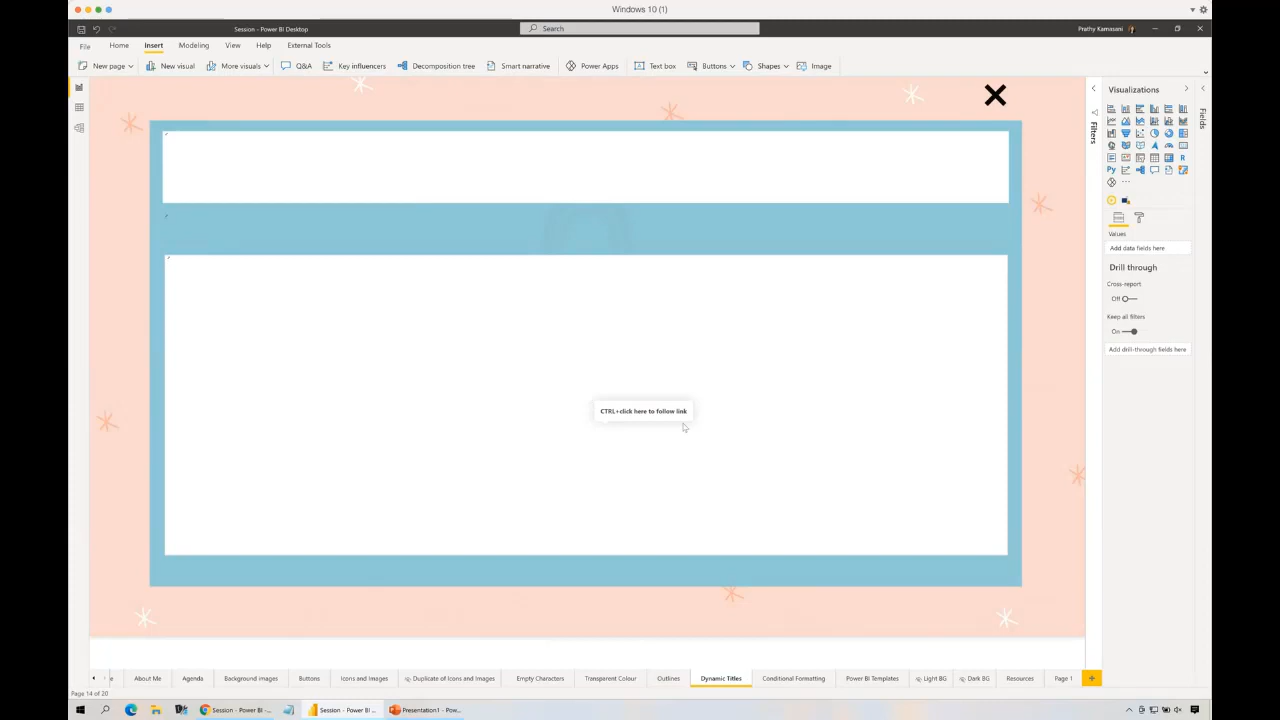 Windows 10 (1)
Session - Power BI Desktop
Search
Prathy Kamasani
File
Home
Insert
Modeling
View
Help
External Tools
New page
New visual
More visuals
Q&A
Key influencers
Decomposition tree
Smart narrative
Power Apps
Text box
Buttons
Shapes
Image
Visualizations
Filters
Fields
R
Py
Values
Add data fields here
Drill through
Cross-report
Off
Keep all filters
On
Add drill-through fields here
CTRL+click here to follow link
About Me
Agenda
Background images
Buttons
Icons and Images
Duplicate of Icons and Images
Empty Characters
Transparent Colour
Outlines
Dynamic Titles
Conditional Formatting
Power BI Templates
Light BG
Dark BG
Resources
Page 1
Page 14 of 20
Session - Power BI -...
Session - Power BI ...
Presentation1 - Pow...